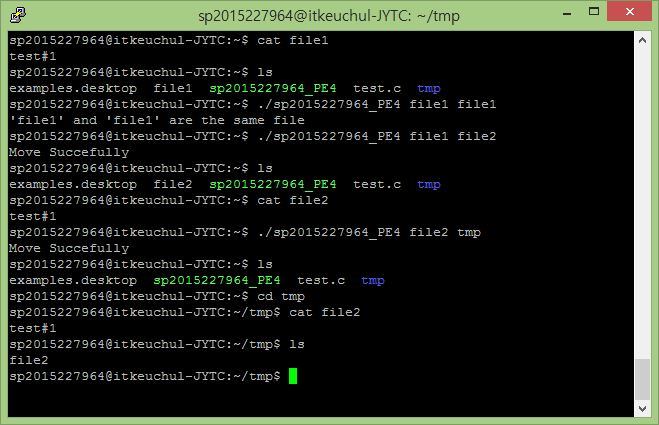 sp2015227964@itkeuchul-JYTC: ~/tmp
sp2015227964@itkeuchul-JYTC:~$ cat file1
test#1
sp2015227964@itkeuchul-JYTC:~$ ls
examples.desktop  file1  sp2015227964_PE4  test.c  tmp
sp2015227964@itkeuchul-JYTC:~$ ./sp2015227964_PE4 file1 file1
'file1' and 'file1' are the same file
sp2015227964@itkeuchul-JYTC:~$ ./sp2015227964_PE4 file1 file2
Move Succefully
sp2015227964@itkeuchul-JYTC:~$ ls
examples.desktop  file2  sp2015227964_PE4  test.c  tmp
sp2015227964@itkeuchul-JYTC:~$ cat file2
test#1
sp2015227964@itkeuchul-JYTC:~$ ./sp2015227964_PE4 file2 tmp
Move Succefully
sp2015227964@itkeuchul-JYTC:~$ ls
examples.desktop  sp2015227964_PE4  test.c  tmp
sp2015227964@itkeuchul-JYTC:~$ cd tmp
sp2015227964@itkeuchul-JYTC:~/tmp$ cat file2
test#1
sp2015227964@itkeuchul-JYTC:~/tmp$ ls
file2
sp2015227964@itkeuchul-JYTC:~/tmp$